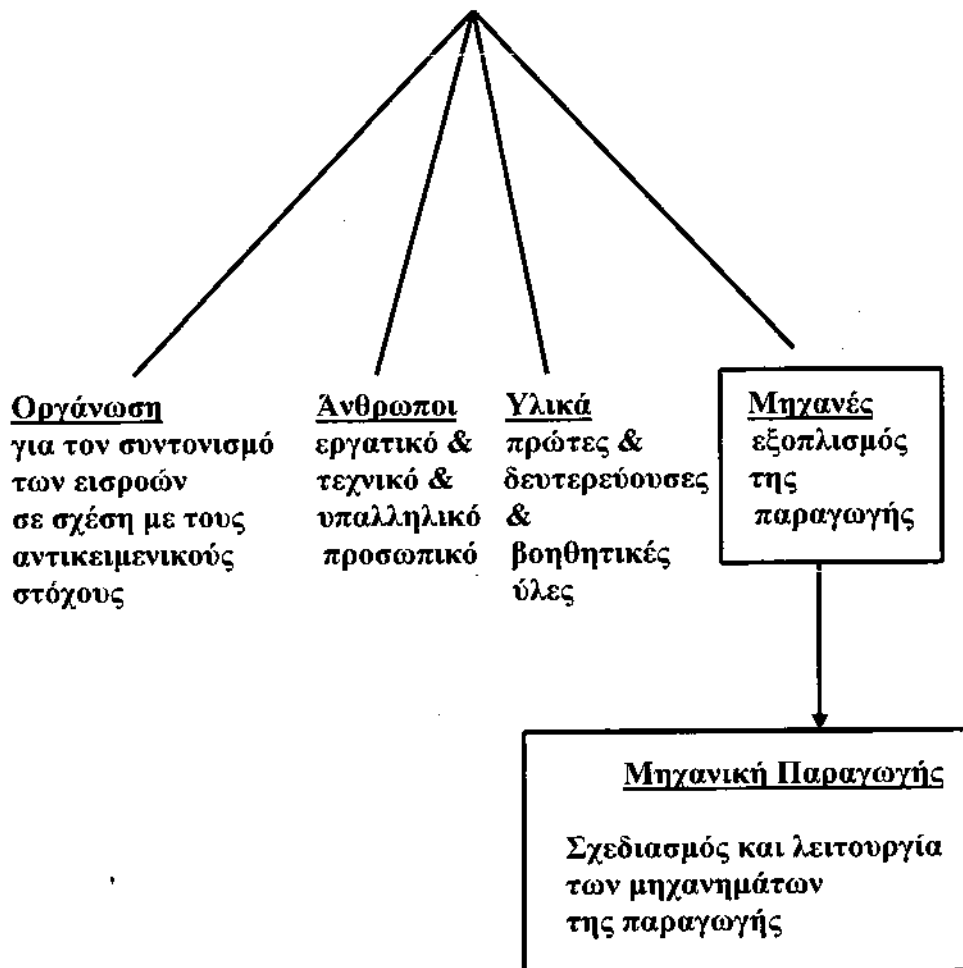 Οργάνωση
για τον συντονισμό
των εισροών
σε σχέση με τους
αντικειμενικούς
στόχους
Άνθρωποι
εργατικό &
τεχνικό &
υπαλληλικό
προσωπικό
Υλικά
πρώτες &
δευτερεύουσες
&
βοηθητικές
ύλες
Μηχανές
εξοπλισμός
της
παραγωγής
Μηχανική Παραγωγής
Σχεδιασμός και λειτουργία
των μηχανημάτων
της παραγωγής